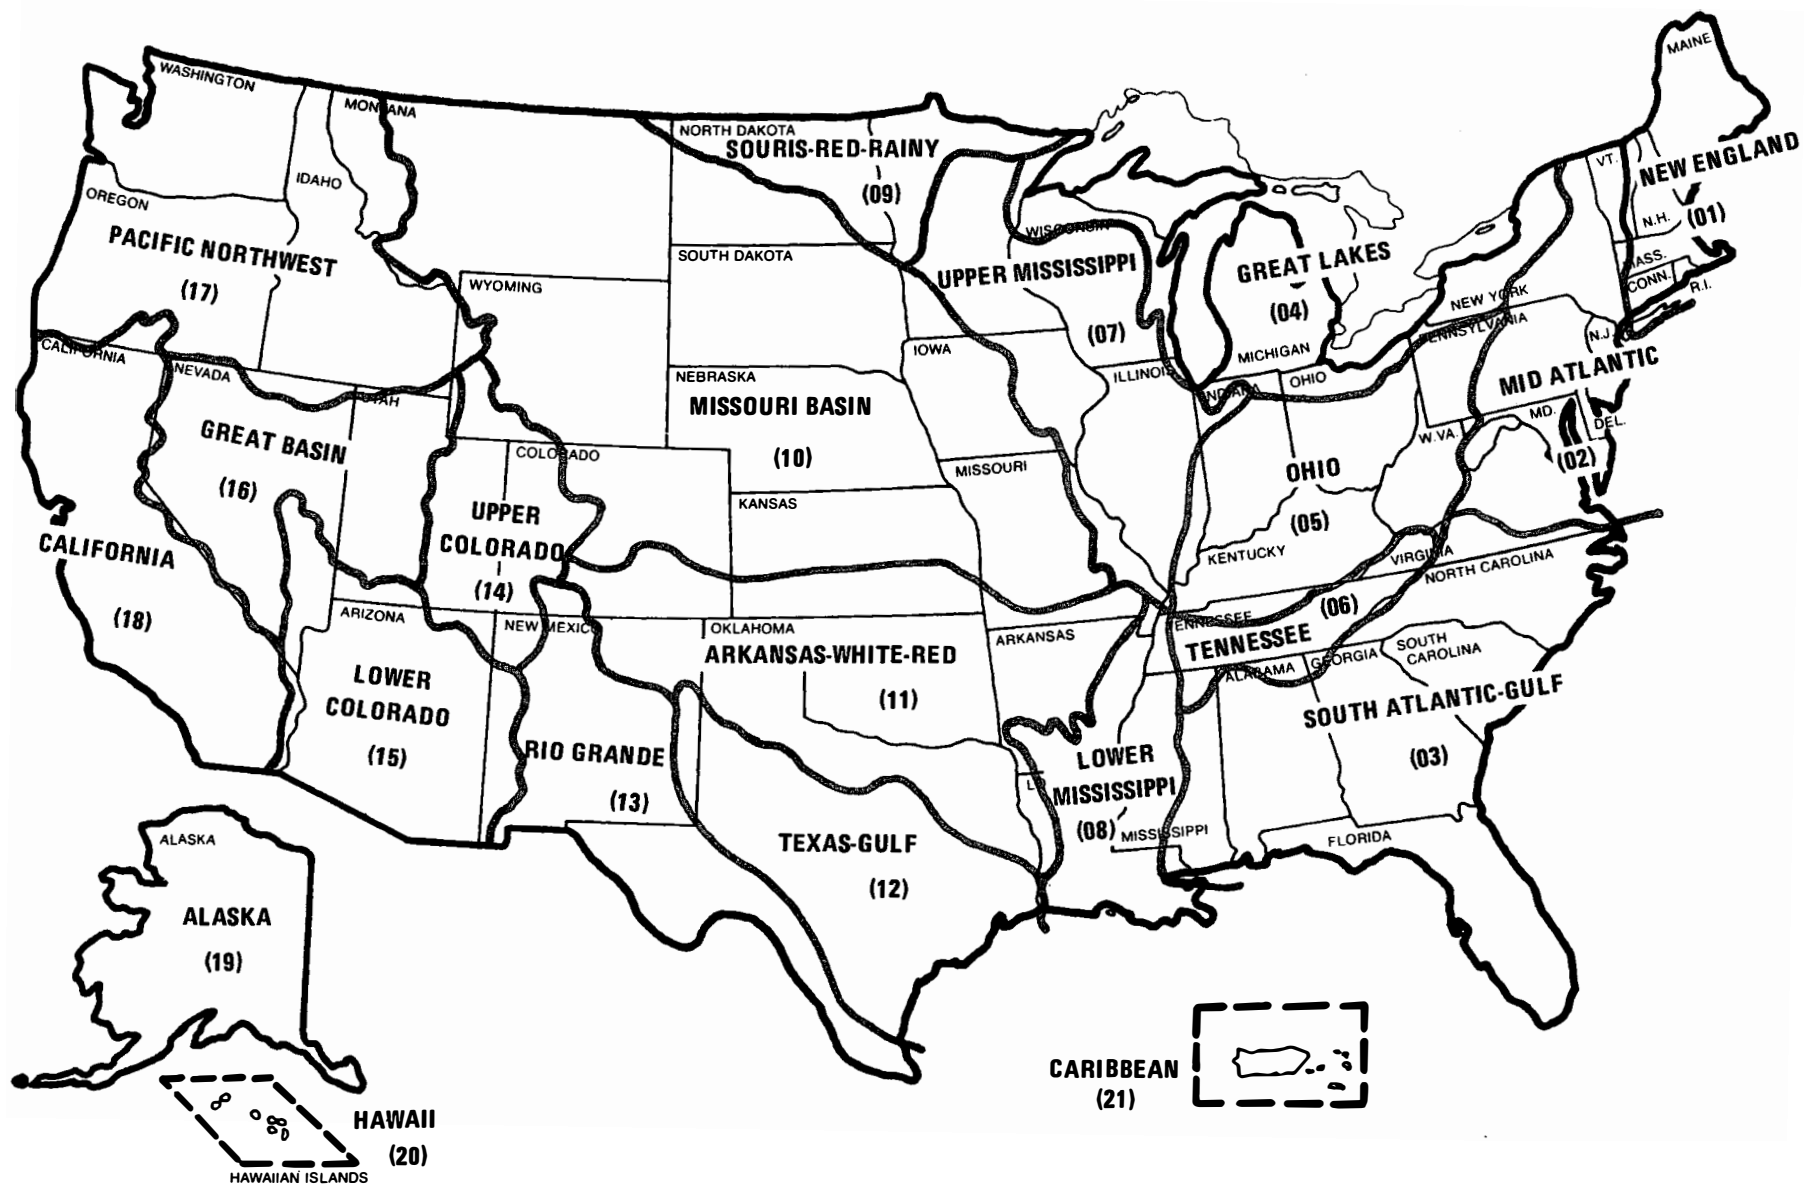 WASHINGTON
MONTANA
IDAHO
OREGON
PACIFIC NORTHWEST
(17)
NORTH DAKOTA
SOURIS-RED-RAINY
(09)
SOUTH DAKOTA
WYOMING
MAINE
VT.
NEW ENGLAND
N.H.
(01)
MASS.
CONN.
R.I.
WISCONSIN
UPPER MISSISSIPPI
(07)
GREAT LAKES
(04)
MICHIGAN
NEW YORK
PENNSYLVANIA
N.J.
MID ATLANTIC
MD.
DEL.
(02)
CALIFORNIA
NEVADA
UTAH
GREAT BASIN
(16)
NEBRASKA
MISSOURI BASIN
(10)
IOWA
ILLINOIS
INDIANA
OHIO
W.VA.
OHIO
(05)
COLORADO
UPPER
COLORADO
(14)
KANSAS
MISSOURI
KENTUCKY
VIRGINIA
NORTH CAROLINA
CALIFORNIA
(18)
ARIZONA
LOWER
COLORADO
(15)
NEW MEXICO
RIO GRANDE
(13)
OKLAHOMA
ARKANSAS-WHITE-RED
(11)
ARKANSAS
TENNESSEE
(06)
TENNESSEE
ALABAMA
GEORGIA
SOUTH
CAROLINA
SOUTH ATLANTIC-GULF
(03)
LOWER
MISSISSIPPI
(08)
MISSISSIPPI
FLORIDA
TEXAS-GULF
(12)
ALASKA
ALASKA
(19)
HAWAII
(20)
HAWAIIAN ISLANDS
CARIBBEAN
(21)